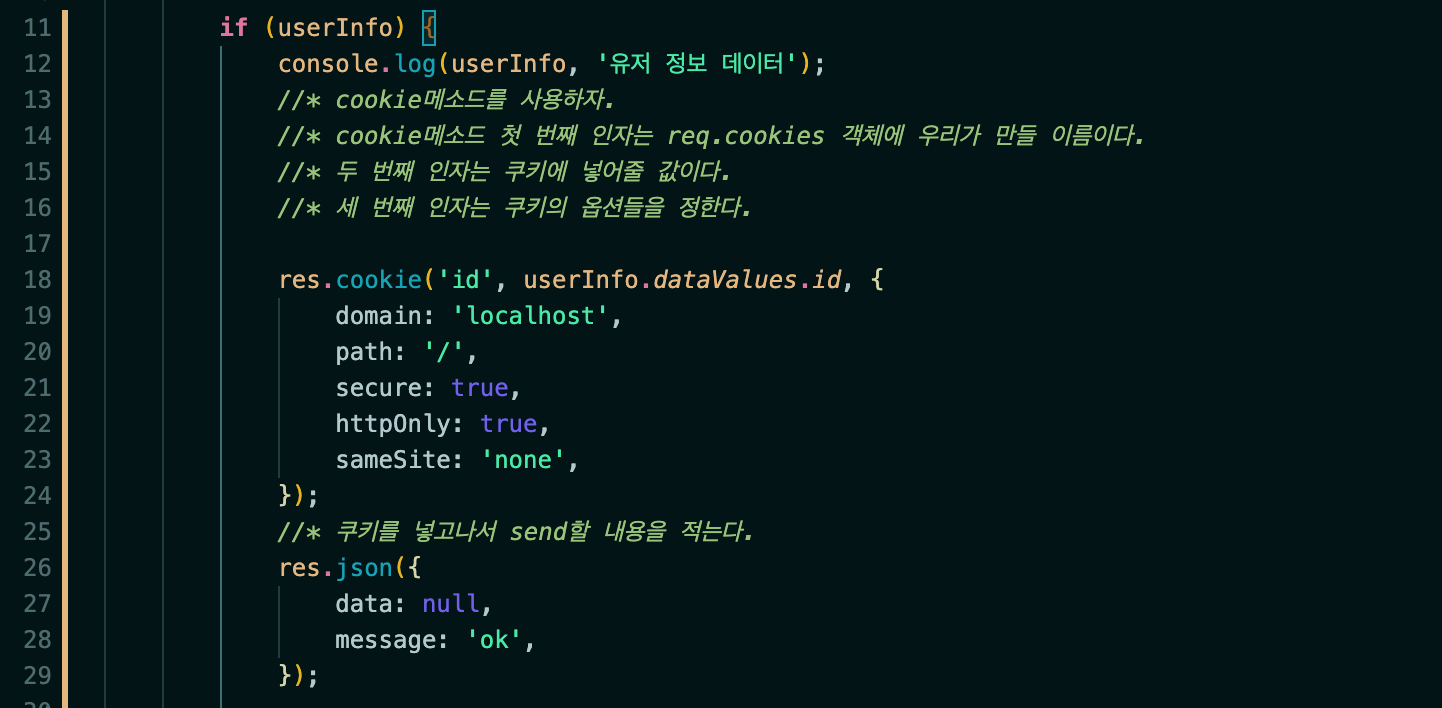 11 if (userInfo) {
12 console.log(userInfo, '유저 정보 데이터');
13 //* cookie메소드를 사용하자.
14 //* cookie메소드 첫 번째 인자는 req.cookies 객체에 우리가 만들 이름이다.
15 //* 두 번째 인자는 쿠키에 넣어줄 값이다.
16 //* 세 번째 인자는 쿠키의 옵션들을 정한다.
17
18 res.cookie('id', userInfo.dataValues.id, {
19 domain: 'localhost',
20 path: '/',
21 secure: true,
22 httpOnly: true,
23 sameSite: 'none',
24 });
25 //* 쿠키를 넣고나서 send할 내용을 적는다.
26 res.json({
27 data: null,
28 message: 'ok',
29 });